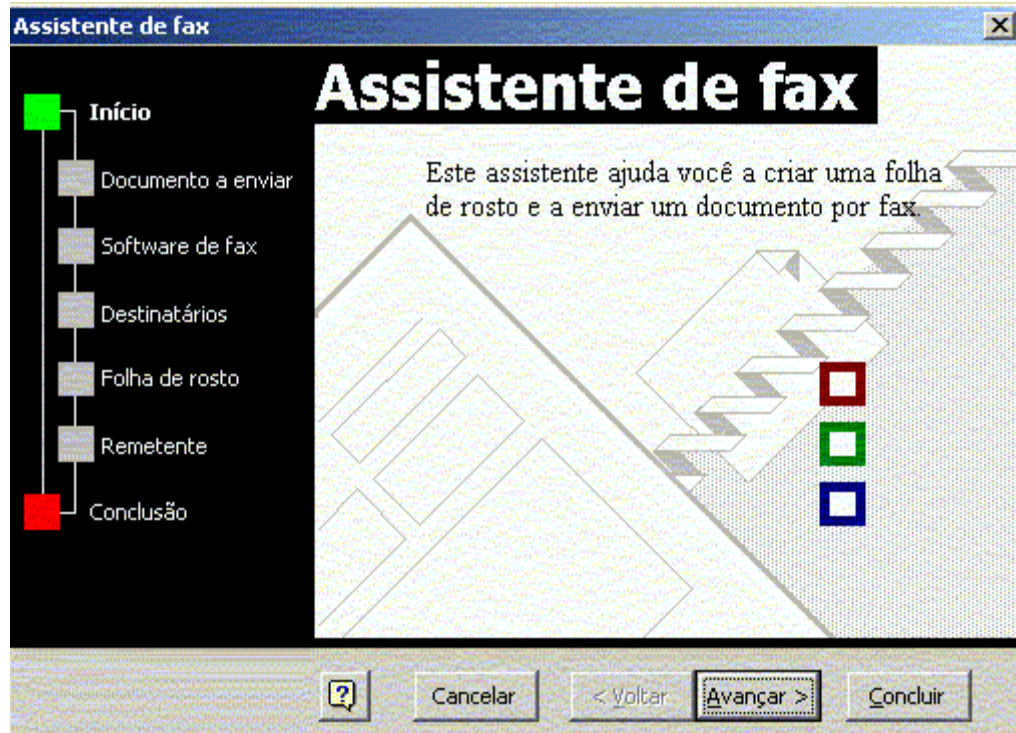 Assistente de fax
Assistente de fax
Início
Documento a enviar
Software de fax
Destinatários
Folha de rosto
Remetente
Conclusão
Este assistente ajuda você a criar uma folha
de rosto e a enviar um documento por fax.
?
Cancelar
< Voltar
Avançar >
Concluir